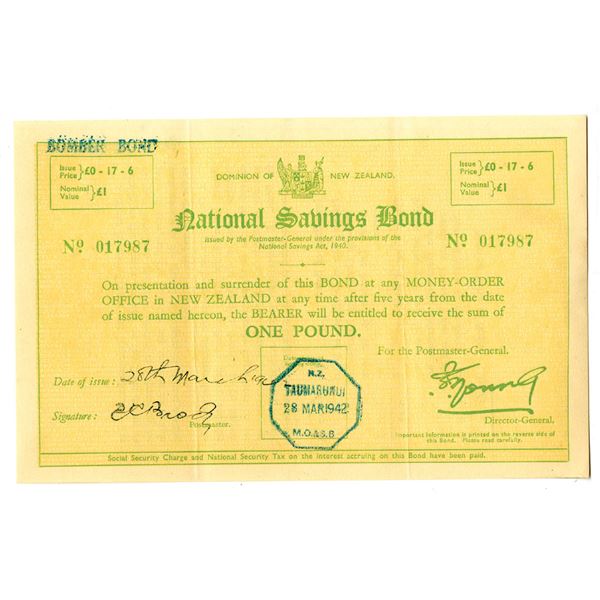 BOMBER BOND
Issue Price } £0 - 17 - 6
Nominal Value } £1
Issue Price } £0 - 17 - 6
Nominal Value } £1
DOMINION OF NEW ZEALAND.
National Savings Bond
Issued by the Postmaster-General under the provisions of the
National Savings Act, 1940.
Nº 017987
Nº 017987
On presentation and surrender of this BOND at any MONEY-ORDER
OFFICE in NEW ZEALAND at any time after five years from the date
of issue named hereon, the BEARER will be entitled to receive the sum of
ONE POUND.
For the Postmaster-General.
Date of issue: 28th March
Signature:
Postmaster.
N.Z.
TAUMARUNUI
28 MAR 1942
M.O.&S.B
Director-General.
Important Information is printed on the reverse side of
this Bond. Please read carefully.
Social Security Charge and National Security Tax on the interest accruing on this Bond have been paid.